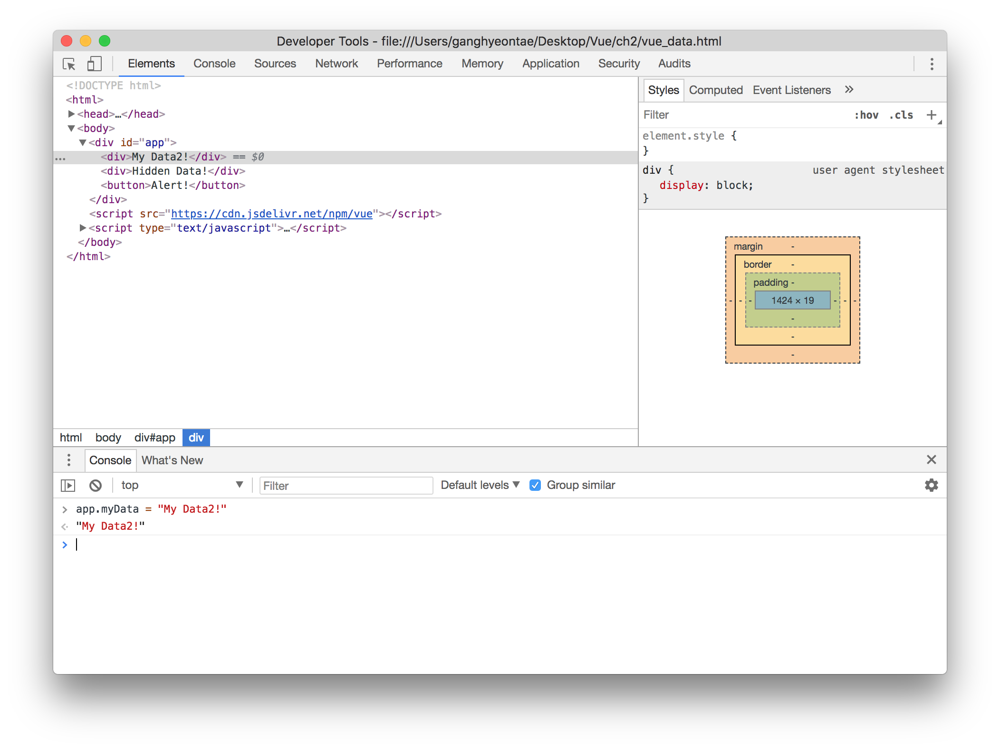 Developer Tools - file:///Users/ganghyeontae/Desktop/Vue/ch2/vue_data.html
Elements Console Sources Network Performance Memory Application Security Audits
<!DOCTYPE html>
<html>
▶<head>…</head>
▼<body>
▼<div id="app">
… <div>My Data2!</div> == $0
<div>Hidden Data!</div>
<button>Alert!</button>
</div>
<script src="https://cdn.jsdelivr.net/npm/vue"></script>
▶<script type="text/javascript">…</script>
</body>
</html>
html body div#app div
Styles Computed Event Listeners »
Filter :hov .cls +
element.style {
}
div { user agent stylesheet
display: block;
}
margin -
border -
padding -
- - - 1424 × 19 - - -
-
-
-
Console What's New
top ▼ Filter Default levels ▼ Group similar
> app.myData = "My Data2!"
"My Data2!"
>